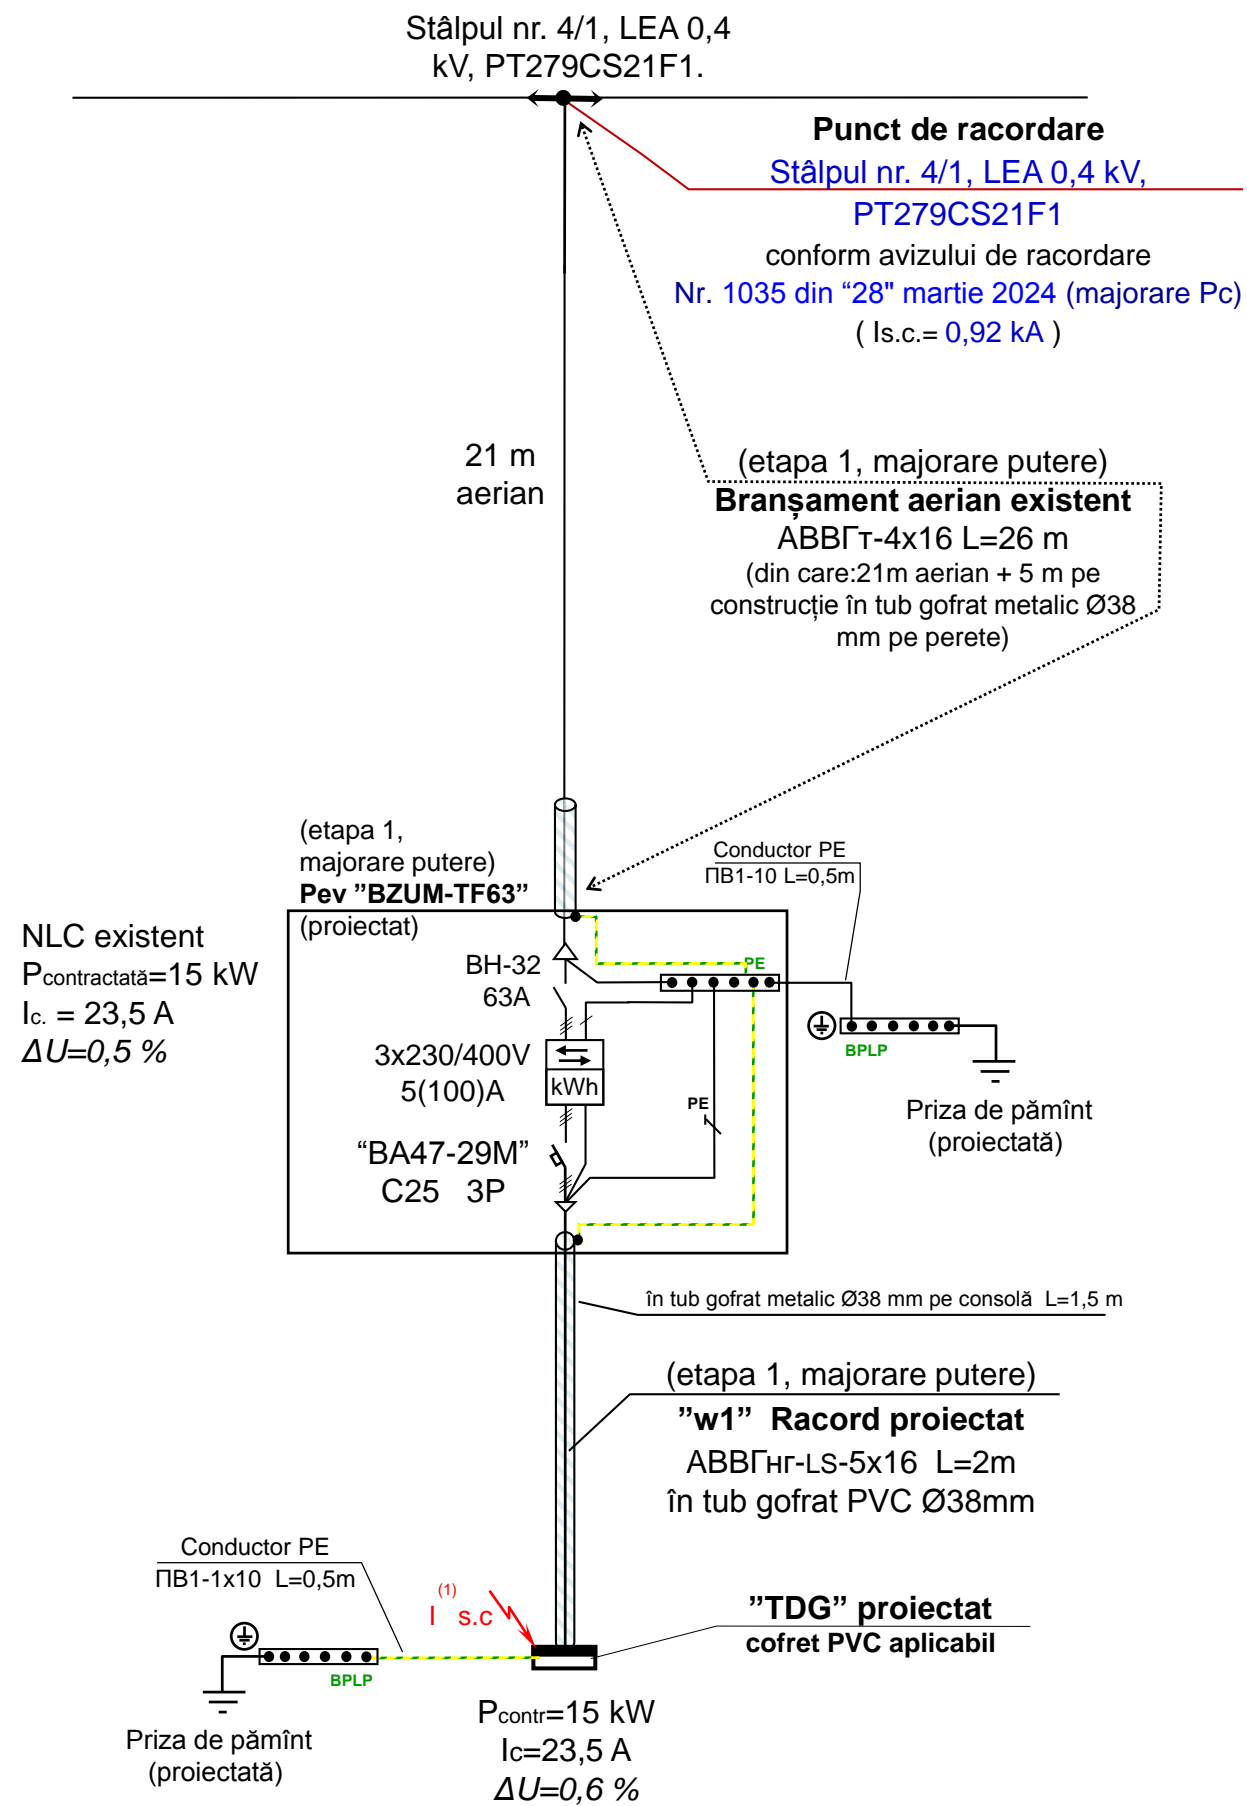 Stâlpul nr. 4/1, LEA 0,4
kV, PT279CS21F1.
Punct de racordare
Stâlpul nr. 4/1, LEA 0,4 kV,
PT279CS21F1
conform avizului de racordare
Nr. 1035 din “28" martie 2024 (majorare Pc)
( Is.c.= 0,92 kA )
21 m
aerian
(etapa 1, majorare putere)
Branșament aerian existent
АВВГт-4x16 L=26 m
(din care:21m aerian + 5 m pe
construcție în tub gofrat metalic Ø38
mm pe perete)
(etapa 1,
majorare putere)
Pev ”BZUM-TF63”
(proiectat)
Conductor PE
ПВ1-10 L=0,5m
NLC existent
Pcontractată=15 kW
Ic. = 23,5 A
ΔU=0,5 %
ВН-32
63A
PE
BPLP
3x230/400V
5(100)A
kWh
PE
Priza de pămînt
(proiectată)
“BA47-29M”
C25 3P
în tub gofrat metalic Ø38 mm pe consolă L=1,5 m
(etapa 1, majorare putere)
”w1” Racord proiectat
АВВГнг-LS-5x16 L=2m
în tub gofrat PVC Ø38mm
Conductor PE
ПВ1-1x10 L=0,5m
I(1)s.c
”TDG” proiectat
cofret PVC aplicabil
BPLP
Priza de pămînt
(proiectată)
Pcontr=15 kW
Ic=23,5 A
ΔU=0,6 %